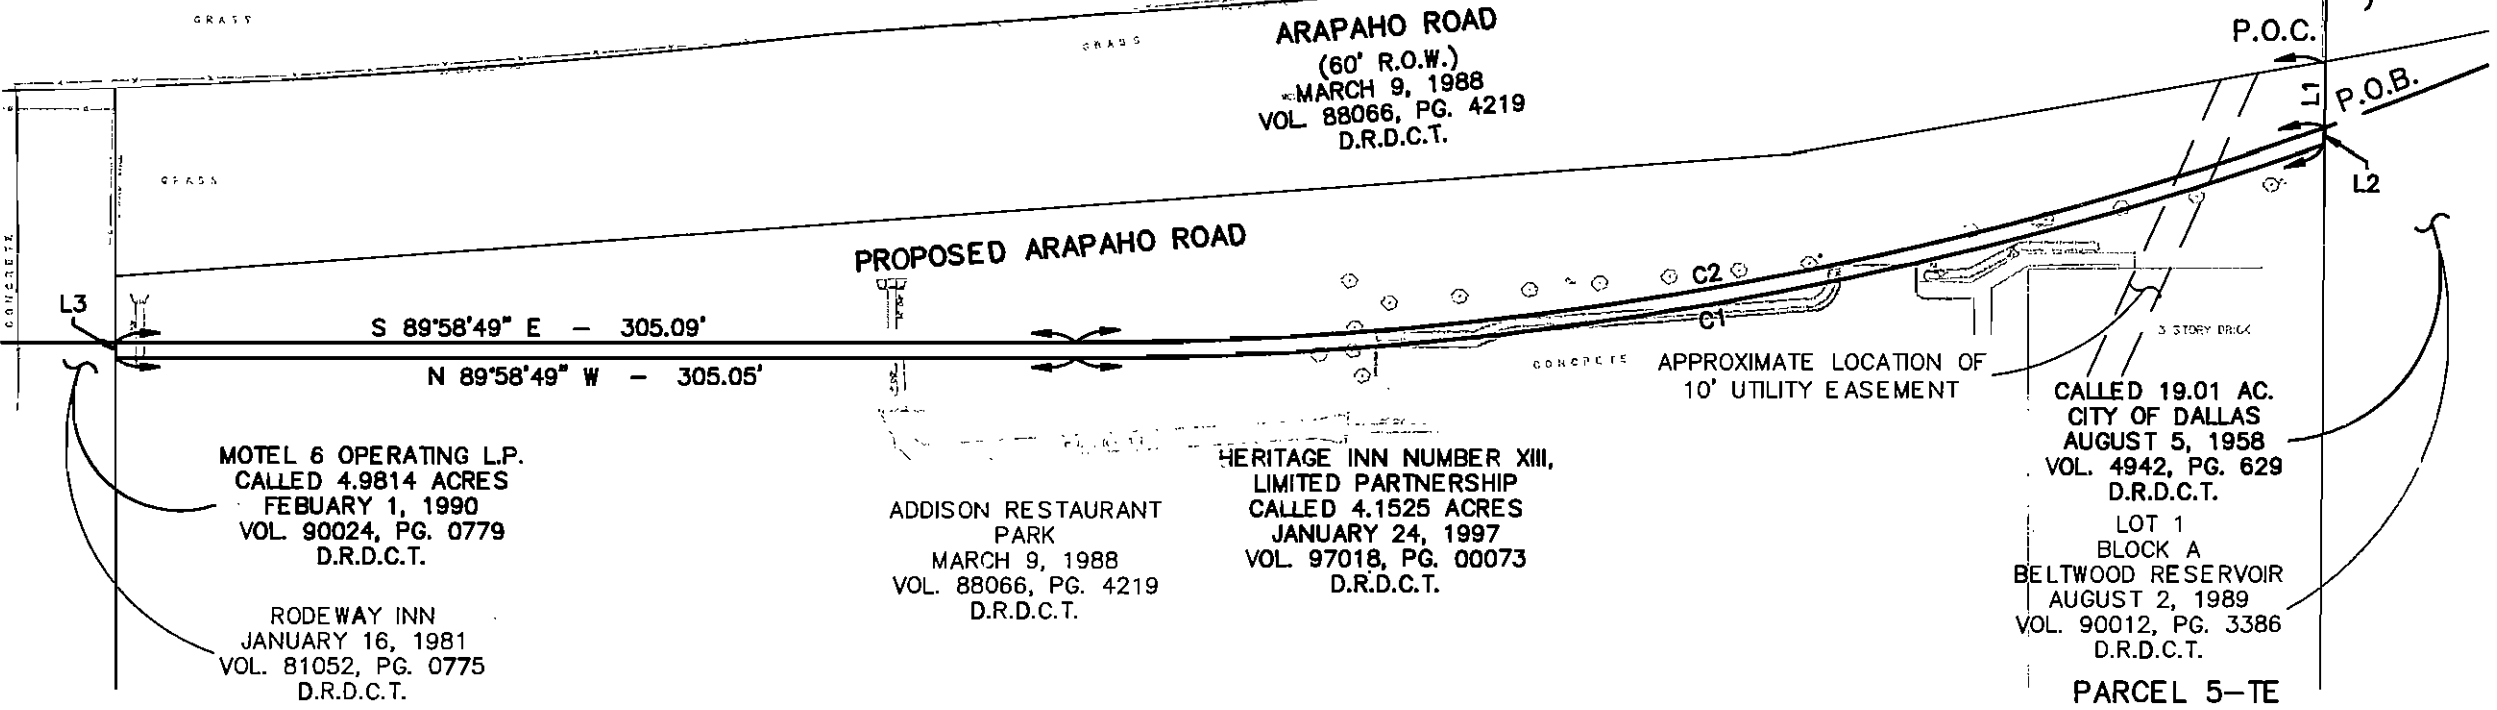 GRASS
GRASS
ARAPAHO ROAD
(60' R.O.W.)
MARCH 9, 1988
VOL. 88066, PG. 4219
D.R.D.C.T.
P.O.C.
L1
P.O.B.
L2
GRASS
CONCRETE
PROPOSED ARAPAHO ROAD
L3
S 89°58'49" E - 305.09'
N 89°58'49" W - 305.05'
C2
C1
CONCRETE
3 STORY BRICK
APPROXIMATE LOCATION OF
10' UTILITY EASEMENT
MOTEL 6 OPERATING L.P.
CALLED 4.9814 ACRES
FEBUARY 1, 1990
VOL. 90024, PG. 0779
D.R.D.C.T.
RODEWAY INN
JANUARY 16, 1981
VOL. 81052, PG. 0775
D.R.D.C.T.
ADDISON RESTAURANT
PARK
MARCH 9, 1988
VOL. 88066, PG. 4219
D.R.D.C.T.
HERITAGE INN NUMBER XIII,
LIMITED PARTNERSHIP
CALLED 4.1525 ACRES
JANUARY 24, 1997
VOL. 97018, PG. 00073
D.R.D.C.T.
CALLED 19.01 AC.
CITY OF DALLAS
AUGUST 5, 1958
VOL. 4942, PG. 629
D.R.D.C.T.
LOT 1
BLOCK A
BELTWOOD RESERVOIR
AUGUST 2, 1989
VOL. 90012, PG. 3386
D.R.D.C.T.
PARCEL 5-TE